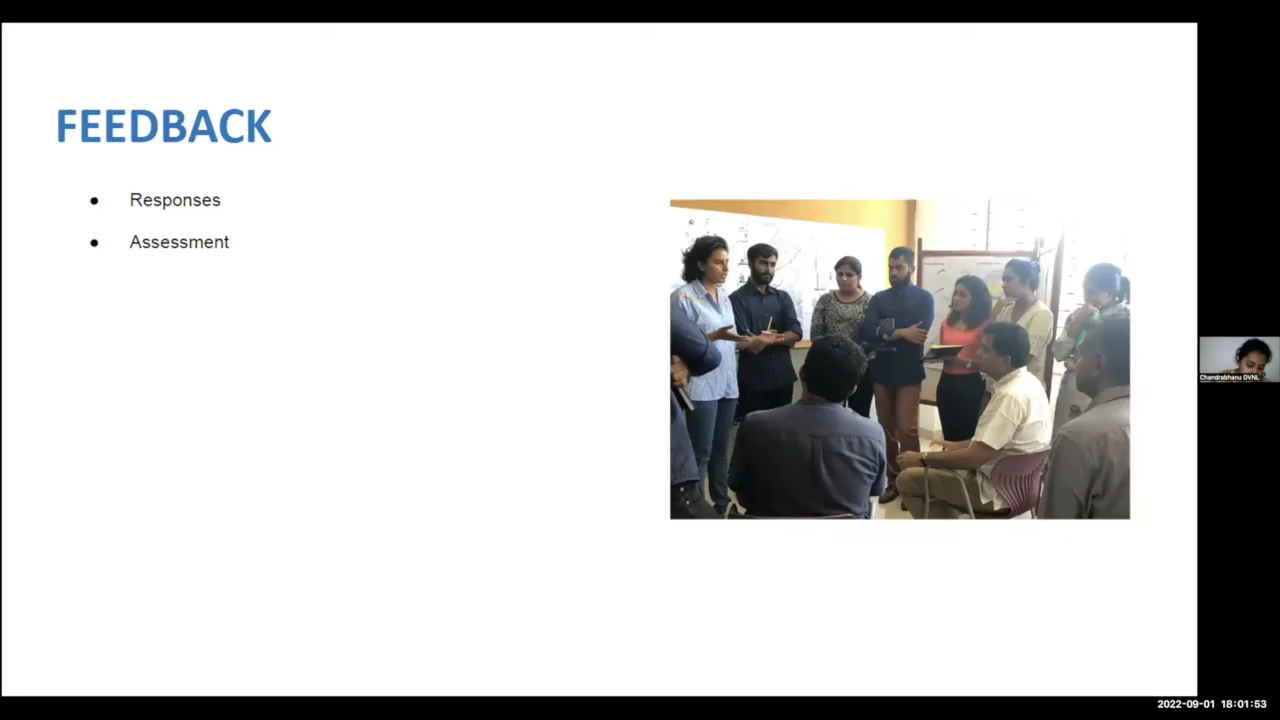 FEEDBACK
● Responses
● Assessment
Chandrabhanu DVNL
2022-09-01 18:01:53